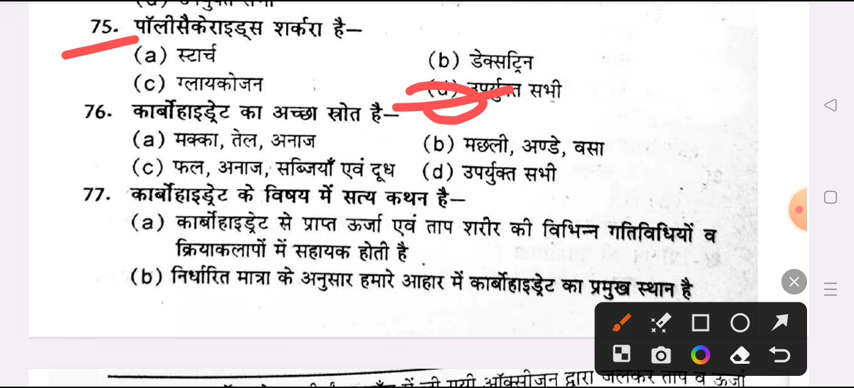 75. पॉलीसैकेराइड्स शर्करा है—
(a) स्टार्च (b) डेक्सट्रिन
(c) ग्लायकोजन (d) उपर्युक्त सभी
76. कार्बोहाइड्रेट का अच्छा स्रोत है—
(a) मक्का, तेल, अनाज (b) मछली, अण्डे, वसा
(c) फल, अनाज, सब्जियाँ एवं दूध (d) उपर्युक्त सभी
77. कार्बोहाइड्रेट के विषय में सत्य कथन है—
(a) कार्बोहाइड्रेट से प्राप्त ऊर्जा एवं ताप शरीर की विभिन्न गतिविधियों व
क्रियाकलापों में सहायक होती है
(b) निर्धारित मात्रा के अनुसार हमारे आहार में कार्बोहाइड्रेट का प्रमुख स्थान है
ऑक्सीजन द्वारा जलकर ताप व ऊर्जा